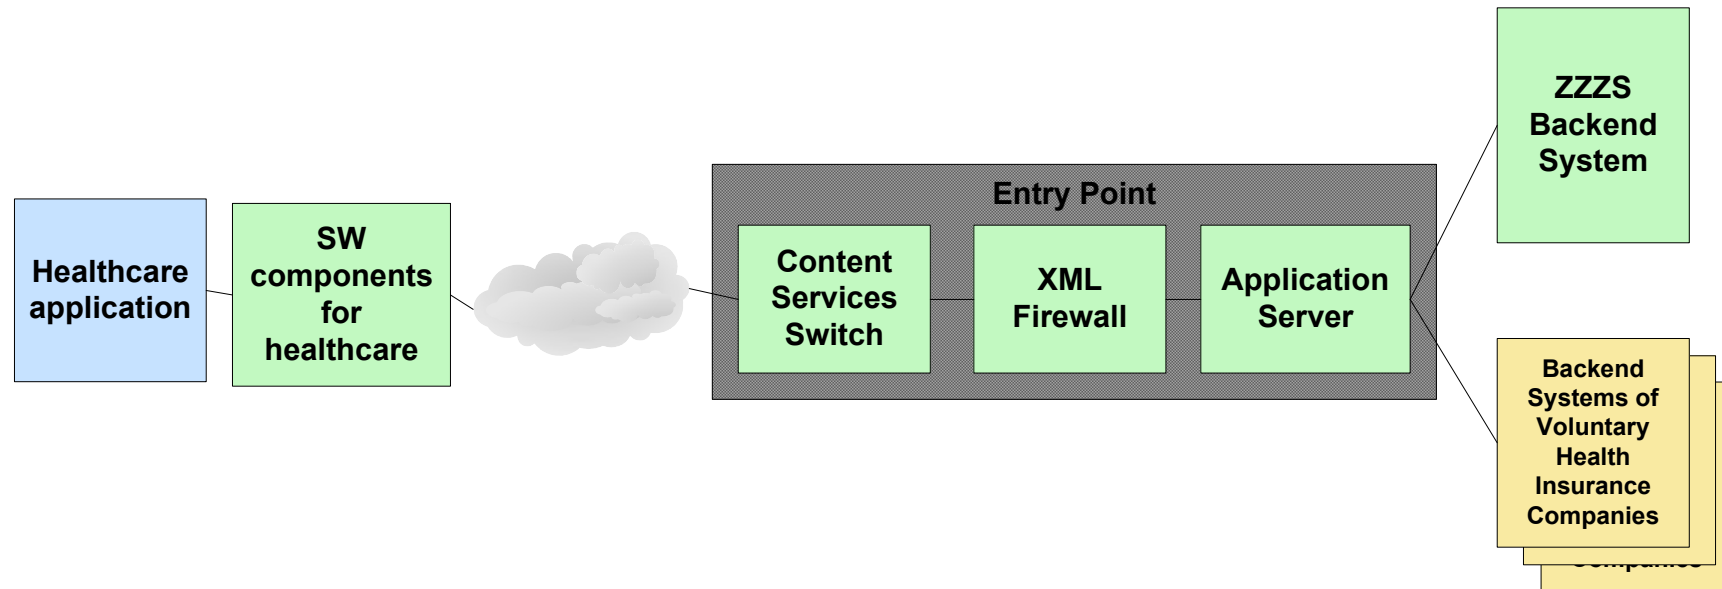 Healthcare
application
SW
components
for
healthcare
Entry Point
Content
Services
Switch
XML
Firewall
Application
Server
ZZZS
Backend
System
Backend
Systems of
Voluntary
Health
Insurance
Companies
Companies